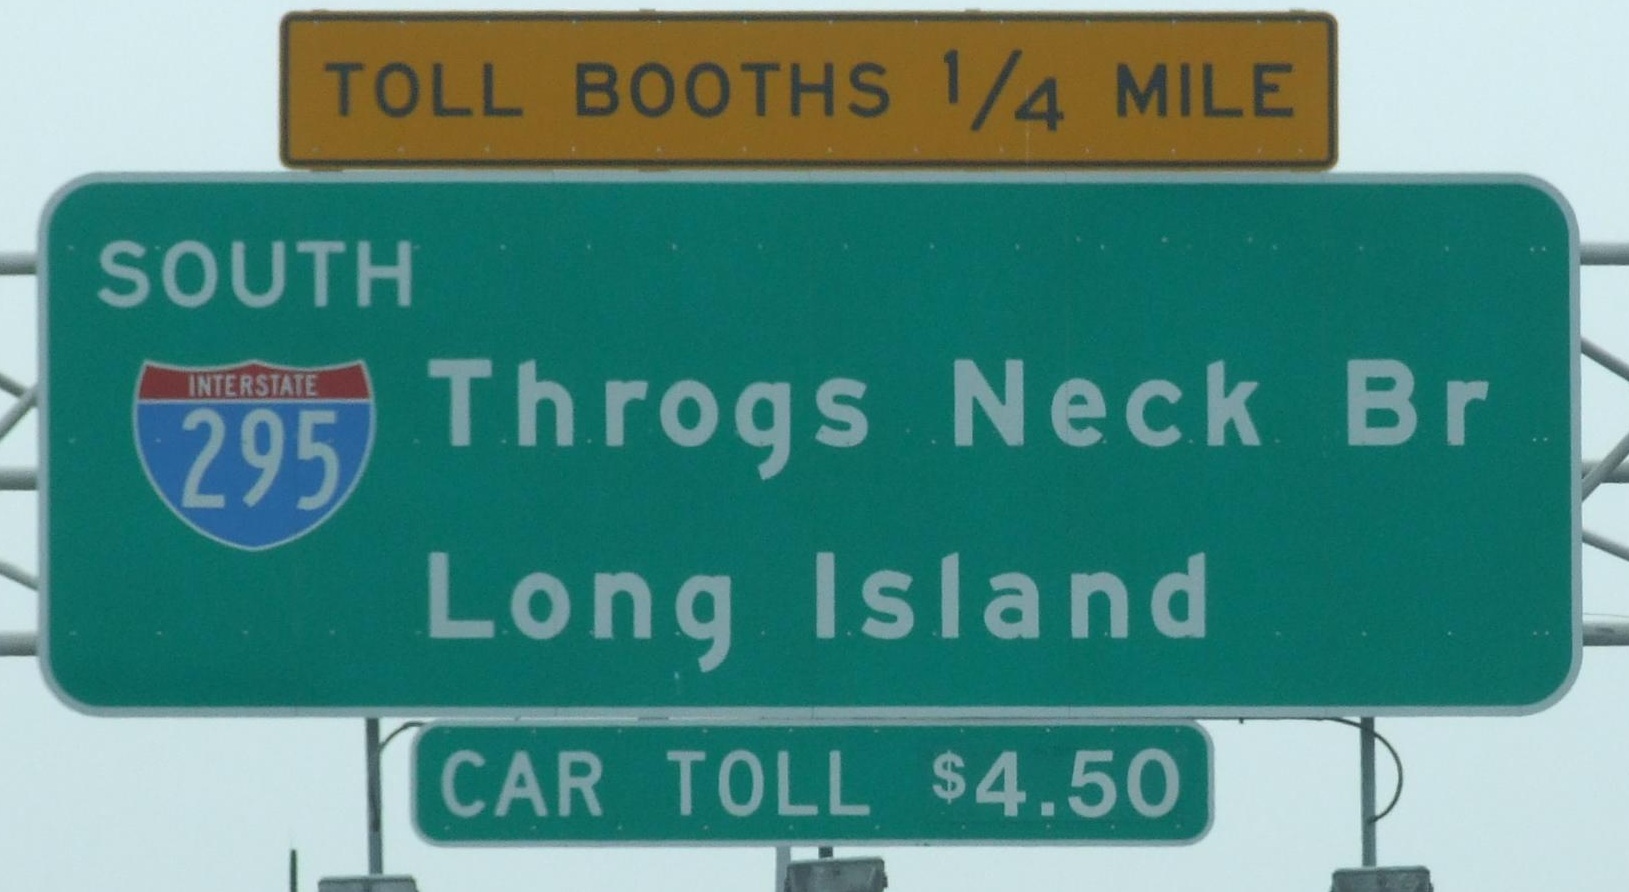 TOLL BOOTHS 1/4 MILE
SOUTH
INTERSTATE
295
Throgs Neck Br
Long Island
CAR TOLL $4.50